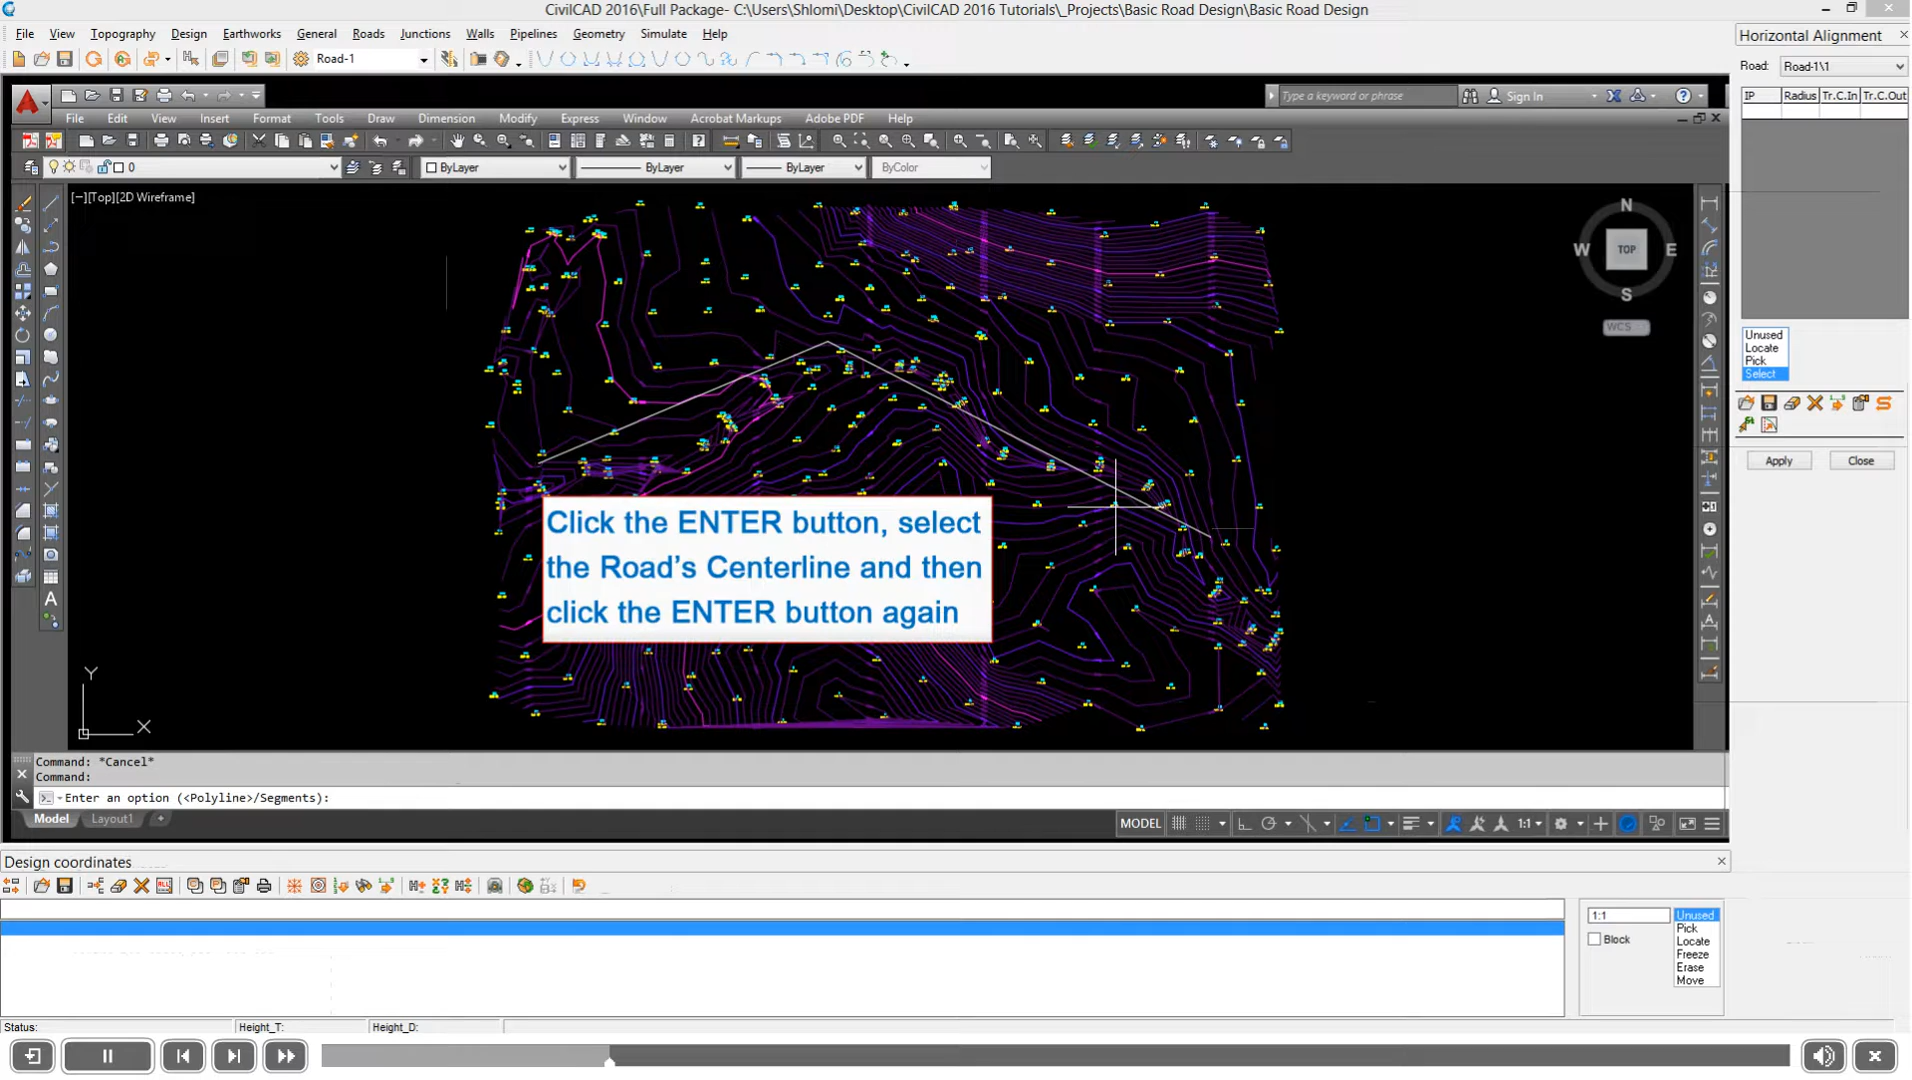 CivilCAD 2016\Full Package- C:\Users\Shlomi\Desktop\CivilCAD 2016 Tutorials\_Projects\Basic Road Design\Basic Road Design
File View Topography Design Earthworks General Roads Junctions Walls Pipelines Geometry Simulate Help
Road-1
Horizontal Alignment
Road: Road-1\1
IP Radius Tr.C.In Tr.C.Out
Type a keyword or phrase
Sign In
File Edit View Insert Format Tools Draw Dimension Modify Express Window Acrobat Markups Adobe PDF Help
0
ByLayer
ByLayer
ByLayer
ByColor
[−][Top][2D Wireframe]
N
W TOP E
S
WCS
Unused
Locate
Pick
Select
Apply Close
Click the ENTER button, select
the Road's Centerline and then
click the ENTER button again
Y
X
Command: *Cancel*
Command:
Enter an option (<Polyline>/Segments):
Model Layout1 +
MODEL
1:1
Design coordinates
1:1
Block
Unused
Pick
Locate
Freeze
Erase
Move
Status: Height_T: Height_D: